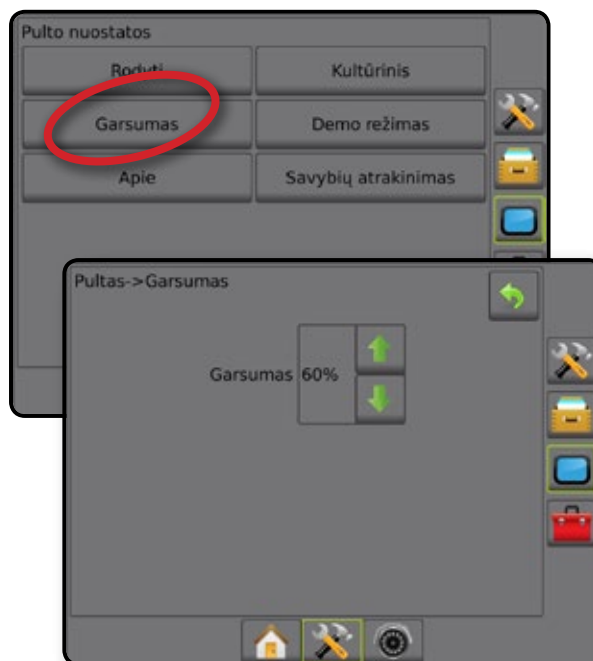 Pulto nuostatos
Rodyti Kultūrinis
Garsumas Demo režimas
Apie Savybių atrakinimas
Pultas->Garsumas
Garsumas 60%